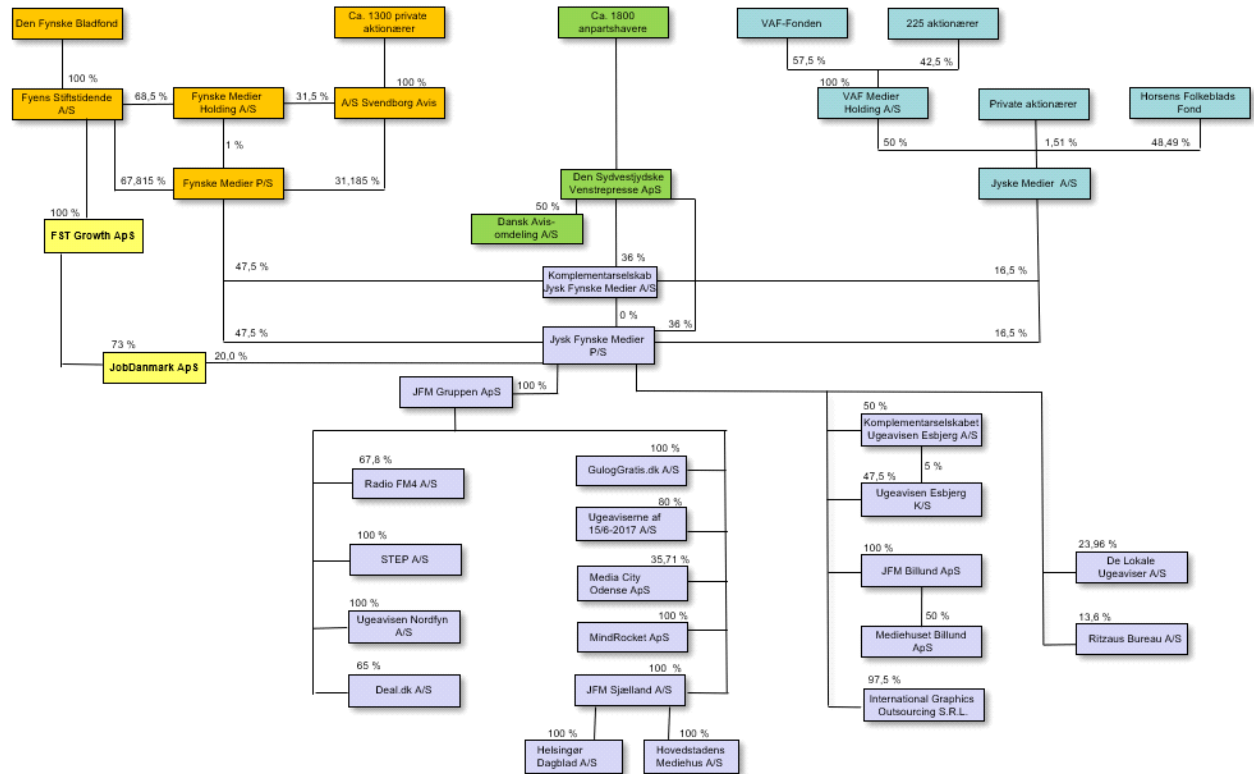 Den Fynske Bladfond
Ca. 1300 private
aktionærer
Ca. 1800
anpartshavere
VAF-Fonden
225 aktionærer
57,5 %
42,5 %
100 %
100 %
100 %
Fyens Stiftstidende
A/S
68,5 %
Fynske Medier
Holding A/S
31,5 %
A/S Svendborg Avis
VAF Medier
Holding A/S
Private aktionærer
Horsens Folkeblads
Fond
1 %
50 %
1,51 %
48,49 %
67,815 %
Fynske Medier P/S
31,185 %
Den Sydvestjydske
Venstrepresse ApS
Jyske Medier A/S
50 %
100 %
Dansk Avis-
omdeling A/S
FST Growth ApS
36 %
47,5 %
Komplementarselskab
Jysk Fynske Medier A/S
16,5 %
0 %
36 %
47,5 %
Jysk Fynske Medier
P/S
16,5 %
73 %
JobDanmark ApS
20,0 %
JFM Gruppen ApS
100 %
50 %
Komplementarselskabet
Ugeavisen Esbjerg A/S
67,8 %
Radio FM4 A/S
100 %
GulogGratis.dk A/S
5 %
47,5 %
Ugeavisen Esbjerg
K/S
80 %
Ugeaviserne af
15/6-2017 A/S
100 %
STEP A/S
35,71 %
Media City
Odense ApS
100 %
JFM Billund ApS
23,96 %
De Lokale
Ugeaviser A/S
100 %
Ugeavisen Nordfyn
A/S
100 %
MindRocket ApS
50 %
Mediehuset Billund
ApS
13,6 %
Ritzaus Bureau A/S
65 %
Deal.dk A/S
100 %
JFM Sjælland A/S
97,5 %
International Graphics
Outsourcing S.R.L.
100 %
Helsingør
Dagblad A/S
100 %
Hovedstadens
Mediehus A/S